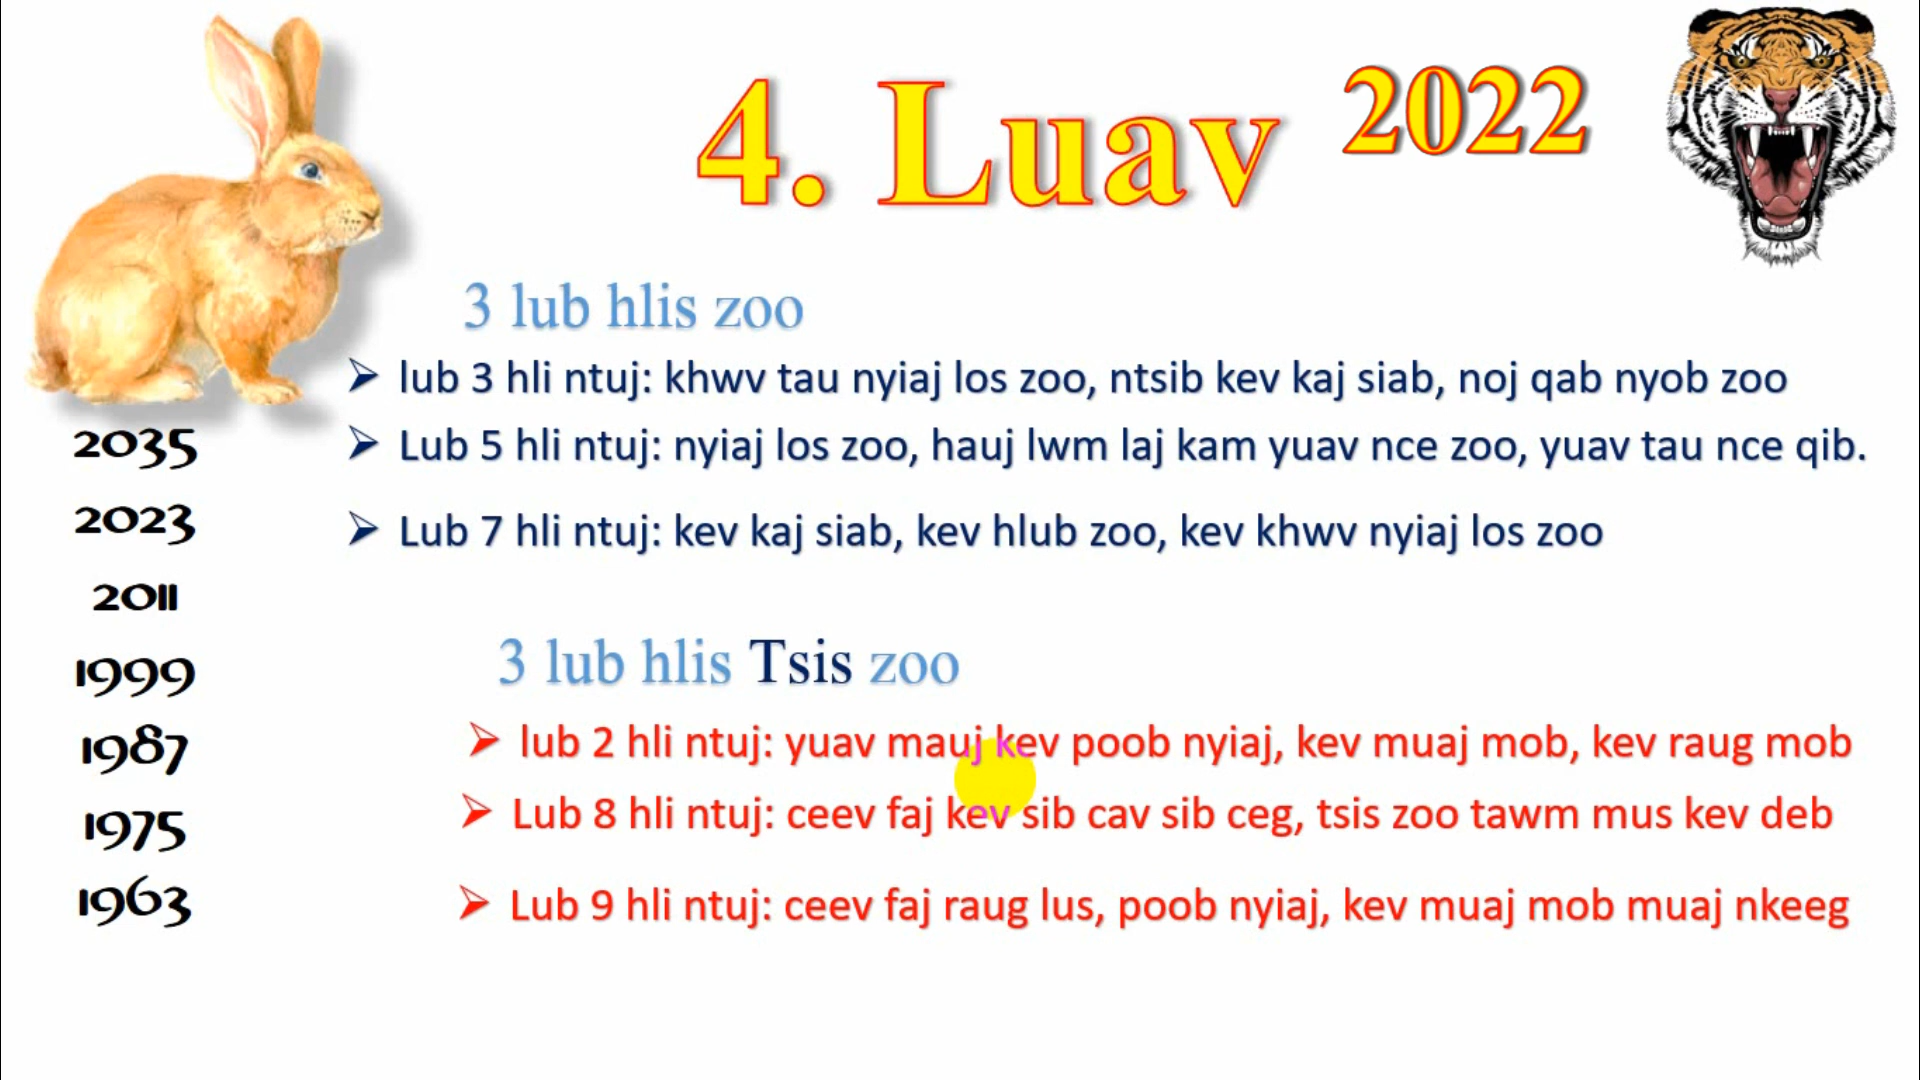 4. Luav 2022
3 lub hlis zoo
lub 3 hli ntuj: khwv tau nyiaj los zoo, ntsib kev kaj siab, noj qab nyob zoo
Lub 5 hli ntuj: nyiaj los zoo, hauj lwm laj kam yuav nce zoo, yuav tau nce qib.
Lub 7 hli ntuj: kev kaj siab, kev hlub zoo, kev khwv nyiaj los zoo
2035
2023
2011
1999
1987
1975
1963
3 lub hlis Tsis zoo
lub 2 hli ntuj: yuav mauj kev poob nyiaj, kev muaj mob, kev raug mob
Lub 8 hli ntuj: ceev faj kev sib cav sib ceg, tsis zoo tawm mus kev deb
Lub 9 hli ntuj: ceev faj raug lus, poob nyiaj, kev muaj mob muaj nkeeg